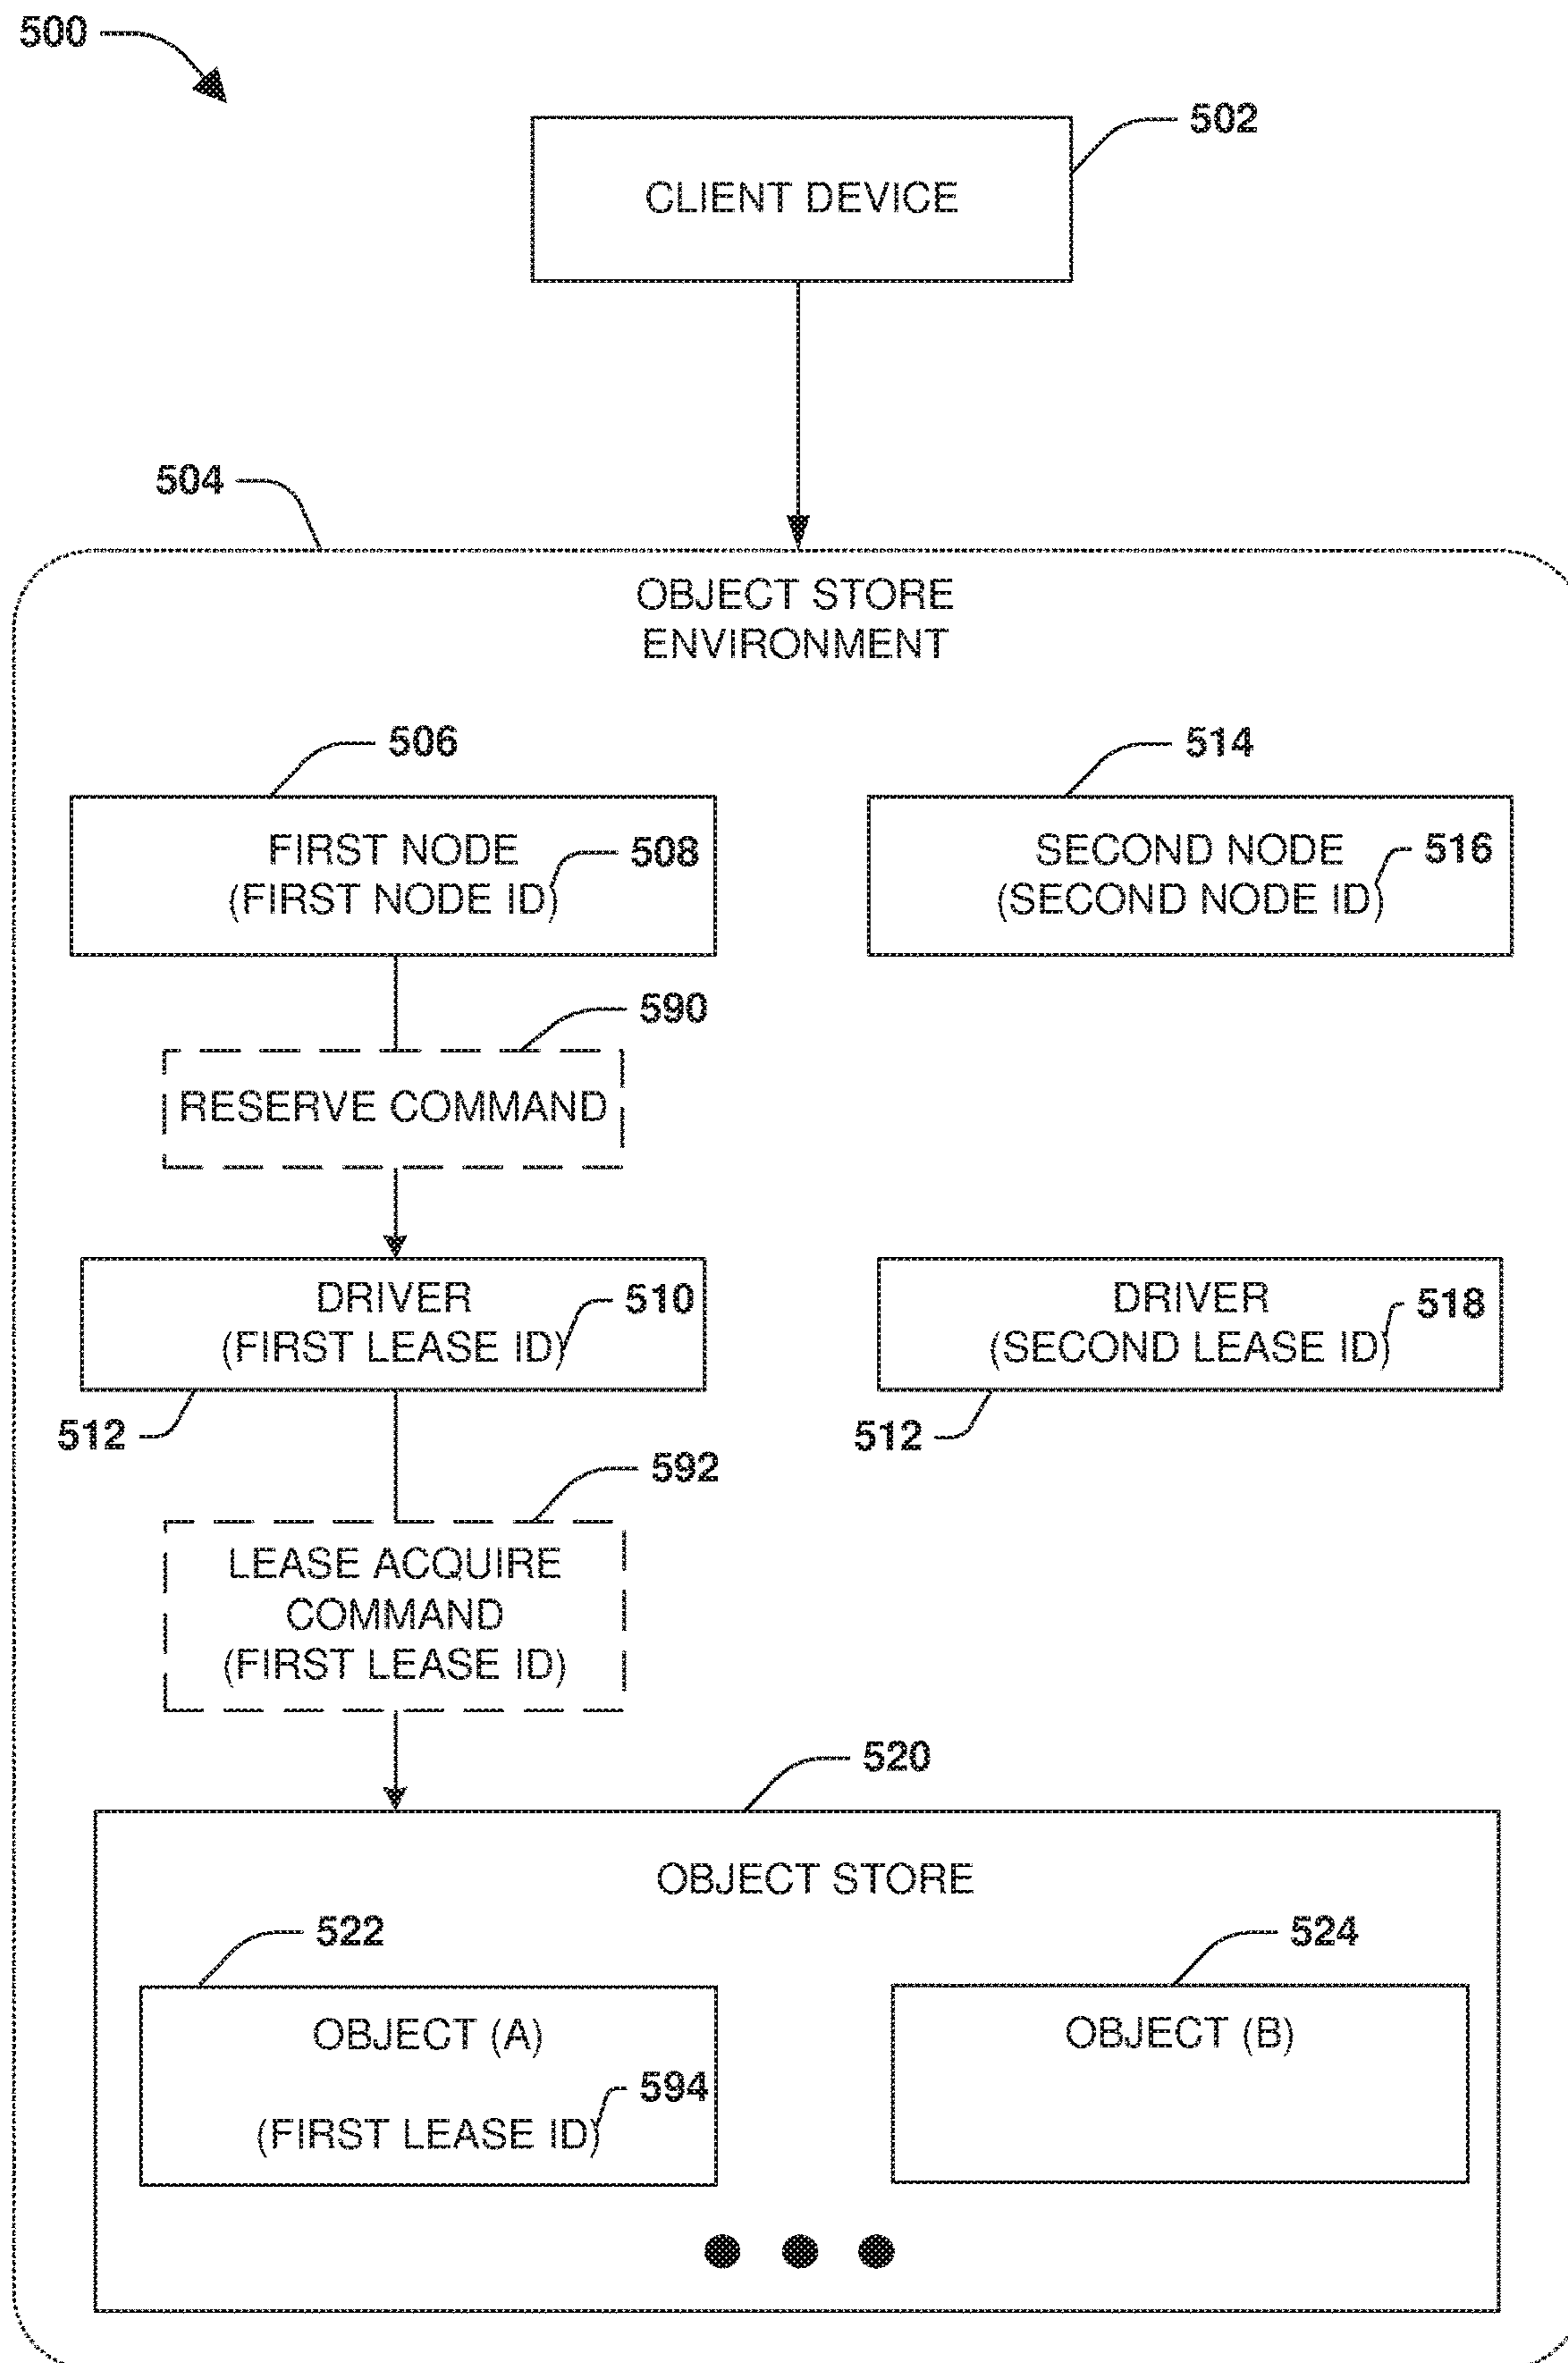 500
502
CLIENT DEVICE
504
OBJECT STORE
ENVIRONMENT
506
514
FIRST NODE
(FIRST NODE ID)
508
SECOND NODE
(SECOND NODE ID)
516
590
RESERVE COMMAND
DRIVER
(FIRST LEASE ID)
510
DRIVER
(SECOND LEASE ID)
518
512
512
592
LEASE ACQUIRE
COMMAND
(FIRST LEASE ID)
520
OBJECT STORE
522
524
OBJECT (A)
594
(FIRST LEASE ID)
OBJECT (B)